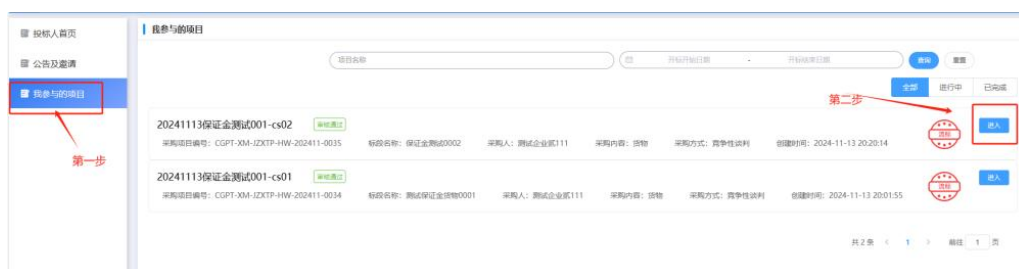 投标人首页
公告及邀请
我参与的项目
第一步
我参与的项目
项目名称 开标开始日期 - 开标结束日期 查询 重置
全部 进行中 已完成
第二步
20241113保证金测试001-cs02 审核通过
采购项目编号：CGPT-XM-JZXTP-HW-202411-0035 标段名称：保证金测试0002 采购人：测试企业贰111 采购内容：货物 采购方式：竞争性谈判 创建时间：2024-11-13 20:20:14
流标 进入
20241113保证金测试001-cs01 审核通过
采购项目编号：CGPT-XM-JZXTP-HW-202411-0034 标段名称：测试保证金货物0001 采购人：测试企业贰111 采购内容：货物 采购方式：竞争性谈判 创建时间：2024-11-13 20:01:55
流标 进入
共 2 条 < 1 > 前往 1 页